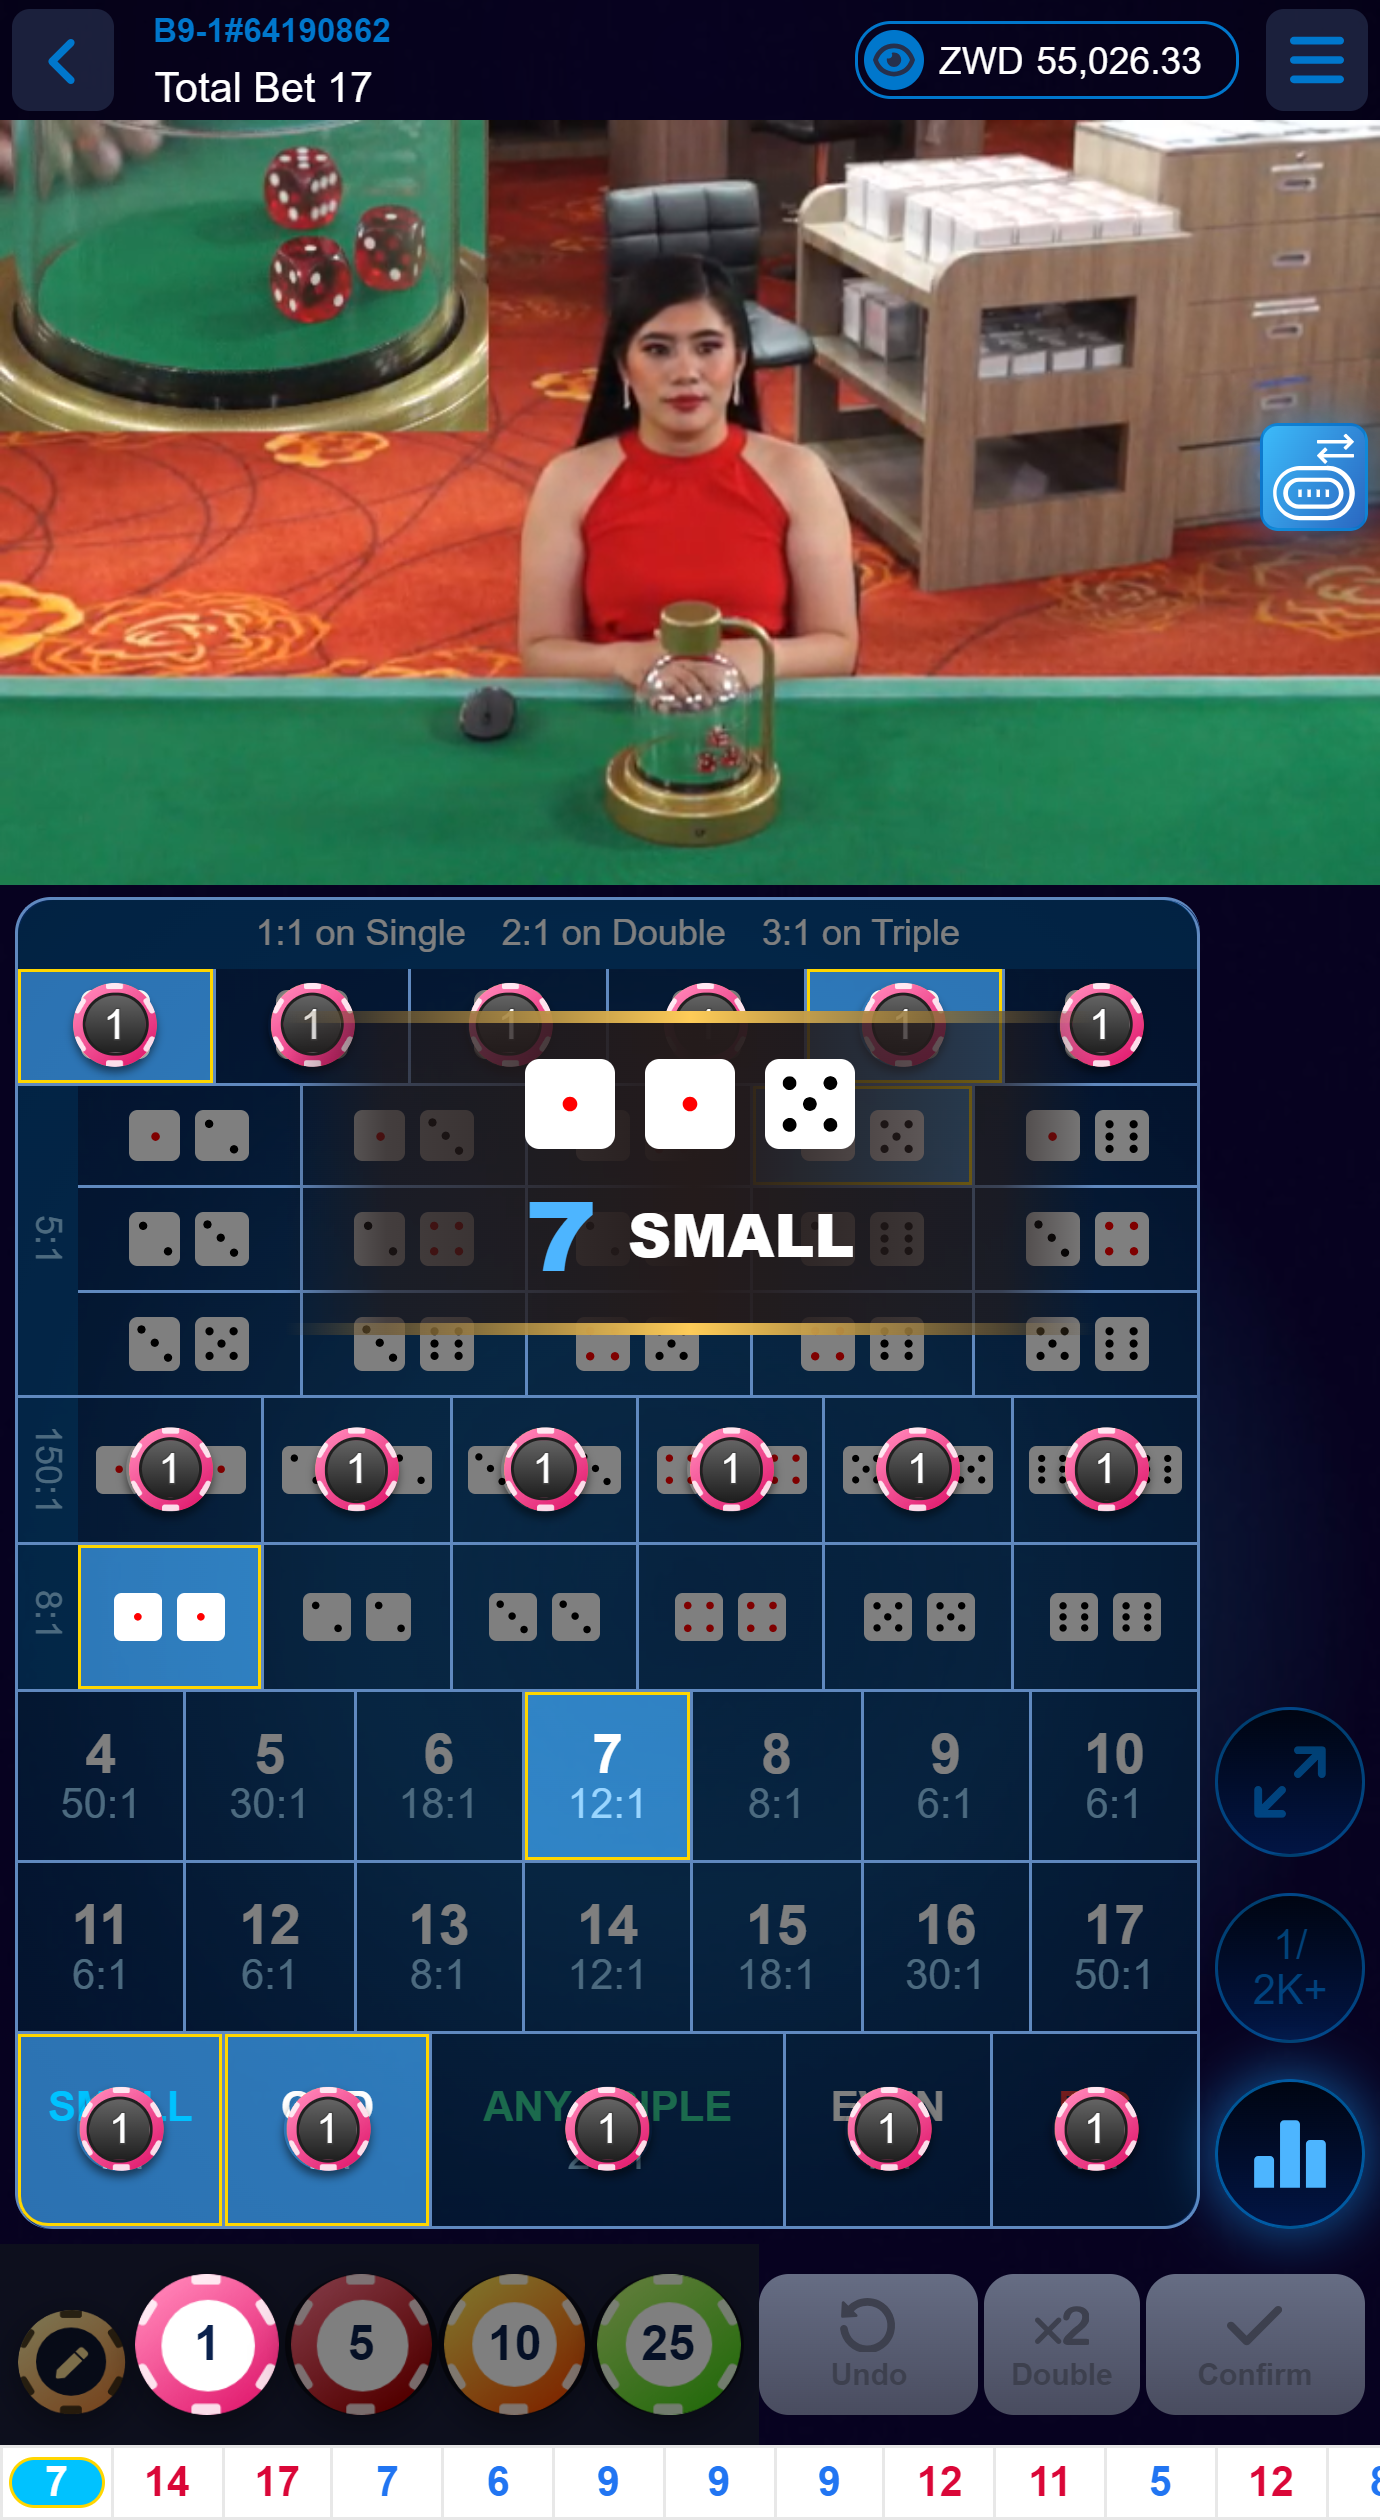 B9-1#64190862
Total Bet 17
ZWD 55,026.33
1:1 on Single 2:1 on Double 3:1 on Triple
1 1 1 1 1 1
7 SMALL
5:1
150:1
1 1 1 1 1 1
8:1
4 5 6 7 8 9 10
50:1 30:1 18:1 12:1 8:1 6:1 6:1
11 12 13 14 15 16 17
6:1 6:1 8:1 12:1 18:1 30:1 50:1
1 1 1 1 1
1/
2K+
1 5 10 25
Undo Double Confirm
x2
7 14 17 7 6 9 9 9 12 11 5 12